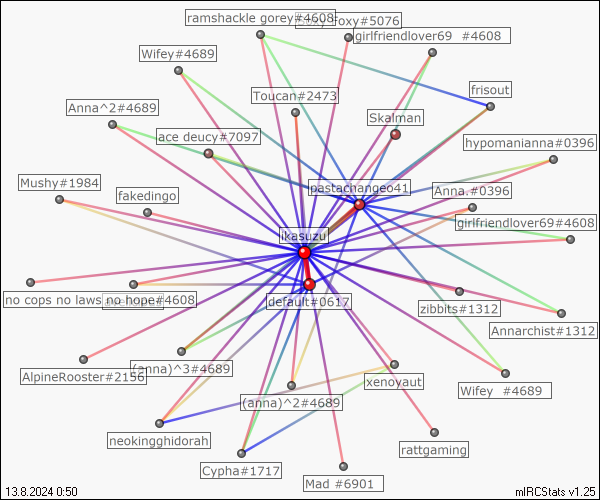 ramshackle gorey#4608
foxy#5076
girlfriendlover69 #4608
Wifey#4689
Toucan#2473
frisout
Anna^2#4689
Skalman
ace deucy#7097
hypomanianna#0396
Mushy#1984
fakedingo
pastachangeo41
Anna.#0396
girlfriendlover69#4608
ikasuzu
no cops no laws no hope#4608
default#0617
zibbits#1312
Annarchist#1312
AlpineRooster#2156
(anna)^3#4689
xenoyaut
Wifey #4689
(anna)^2#4689
neokingghidorah
rattgaming
Cypha#1717
Mad #6901
13.8.2024 0:50
mIRCStats v1.25